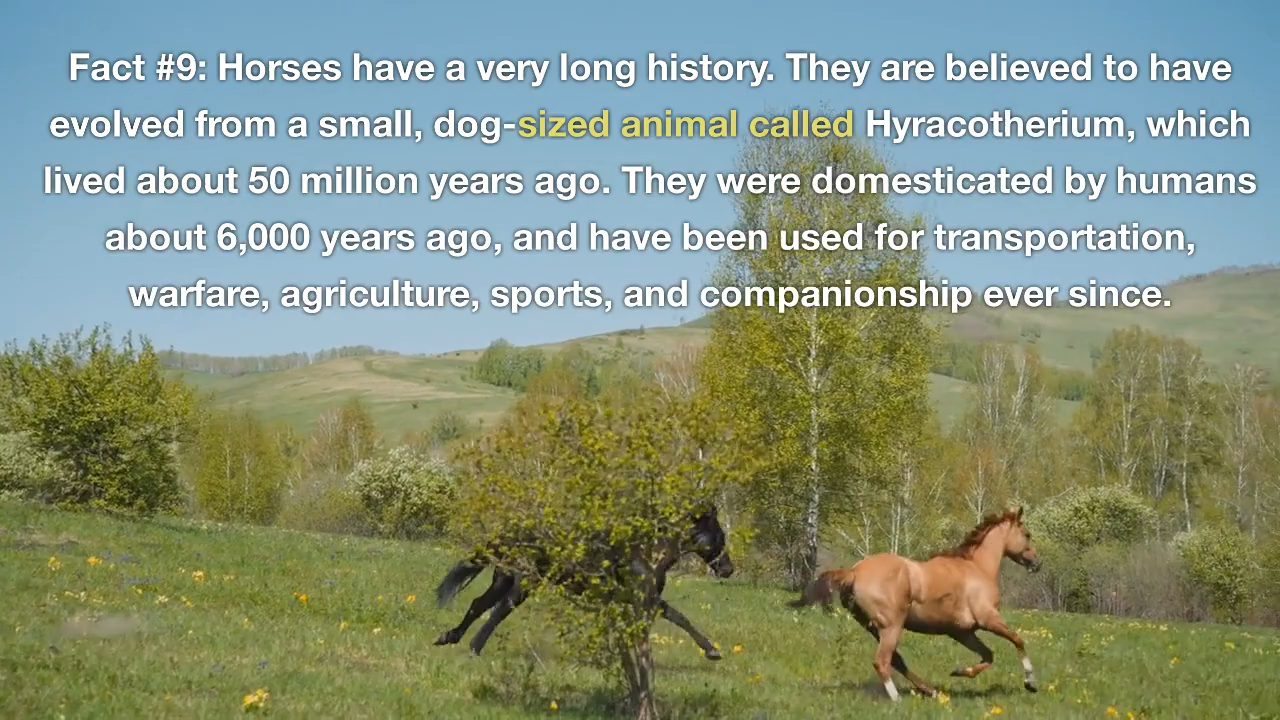 Fact #9: Horses have a very long history. They are believed to have
evolved from a small, dog-sized animal called Hyracotherium, which
lived about 50 million years ago. They were domesticated by humans
about 6,000 years ago, and have been used for transportation,
warfare, agriculture, sports, and companionship ever since.